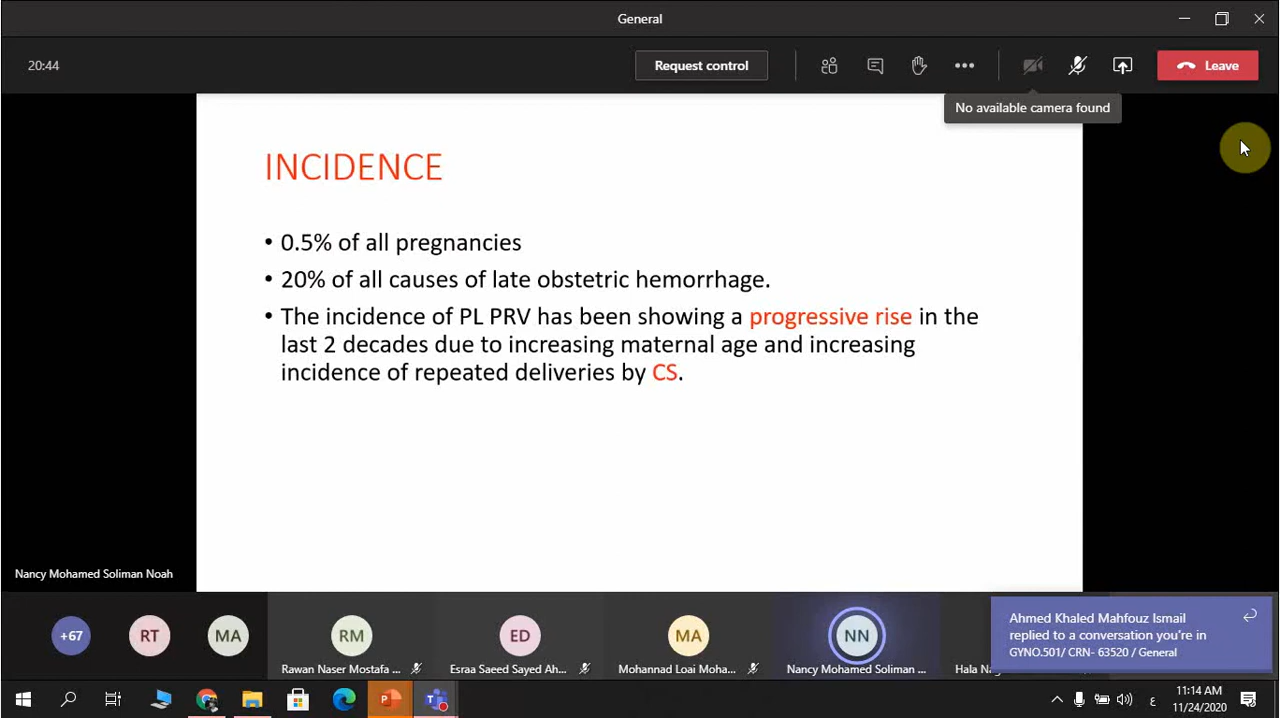 General
20:44
Request control
Leave
No available camera found
INCIDENCE
• 0.5% of all pregnancies
• 20% of all causes of late obstetric hemorrhage.
• The incidence of PL PRV has been showing a progressive rise in the
last 2 decades due to increasing maternal age and increasing
incidence of repeated deliveries by CS.
Nancy Mohamed Soliman Noah
+67
RT
MA
RM
Rawan Naser Mostafa ...
ED
Esraa Saeed Sayed Ah...
MA
Mohannad Loai Moha...
NN
Nancy Mohamed Soliman ...
Hala Na
Ahmed Khaled Mahfouz Ismail
replied to a conversation you're in
GYNO.501/ CRN- 63520 / General
ع
11:14 AM
11/24/2020